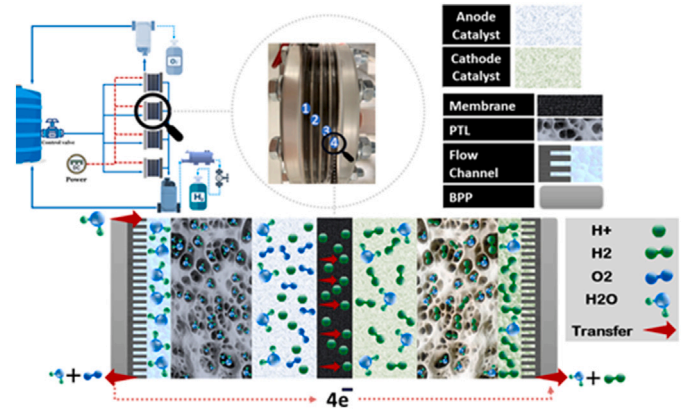 O₂
Control valve
Power
H₂
1
2
3
4
Anode
Catalyst
Cathode
Catalyst
Membrane
PTL
Flow
Channel
BPP
H+
H2
O2
H2O
Transfer
+
+
4e⁻